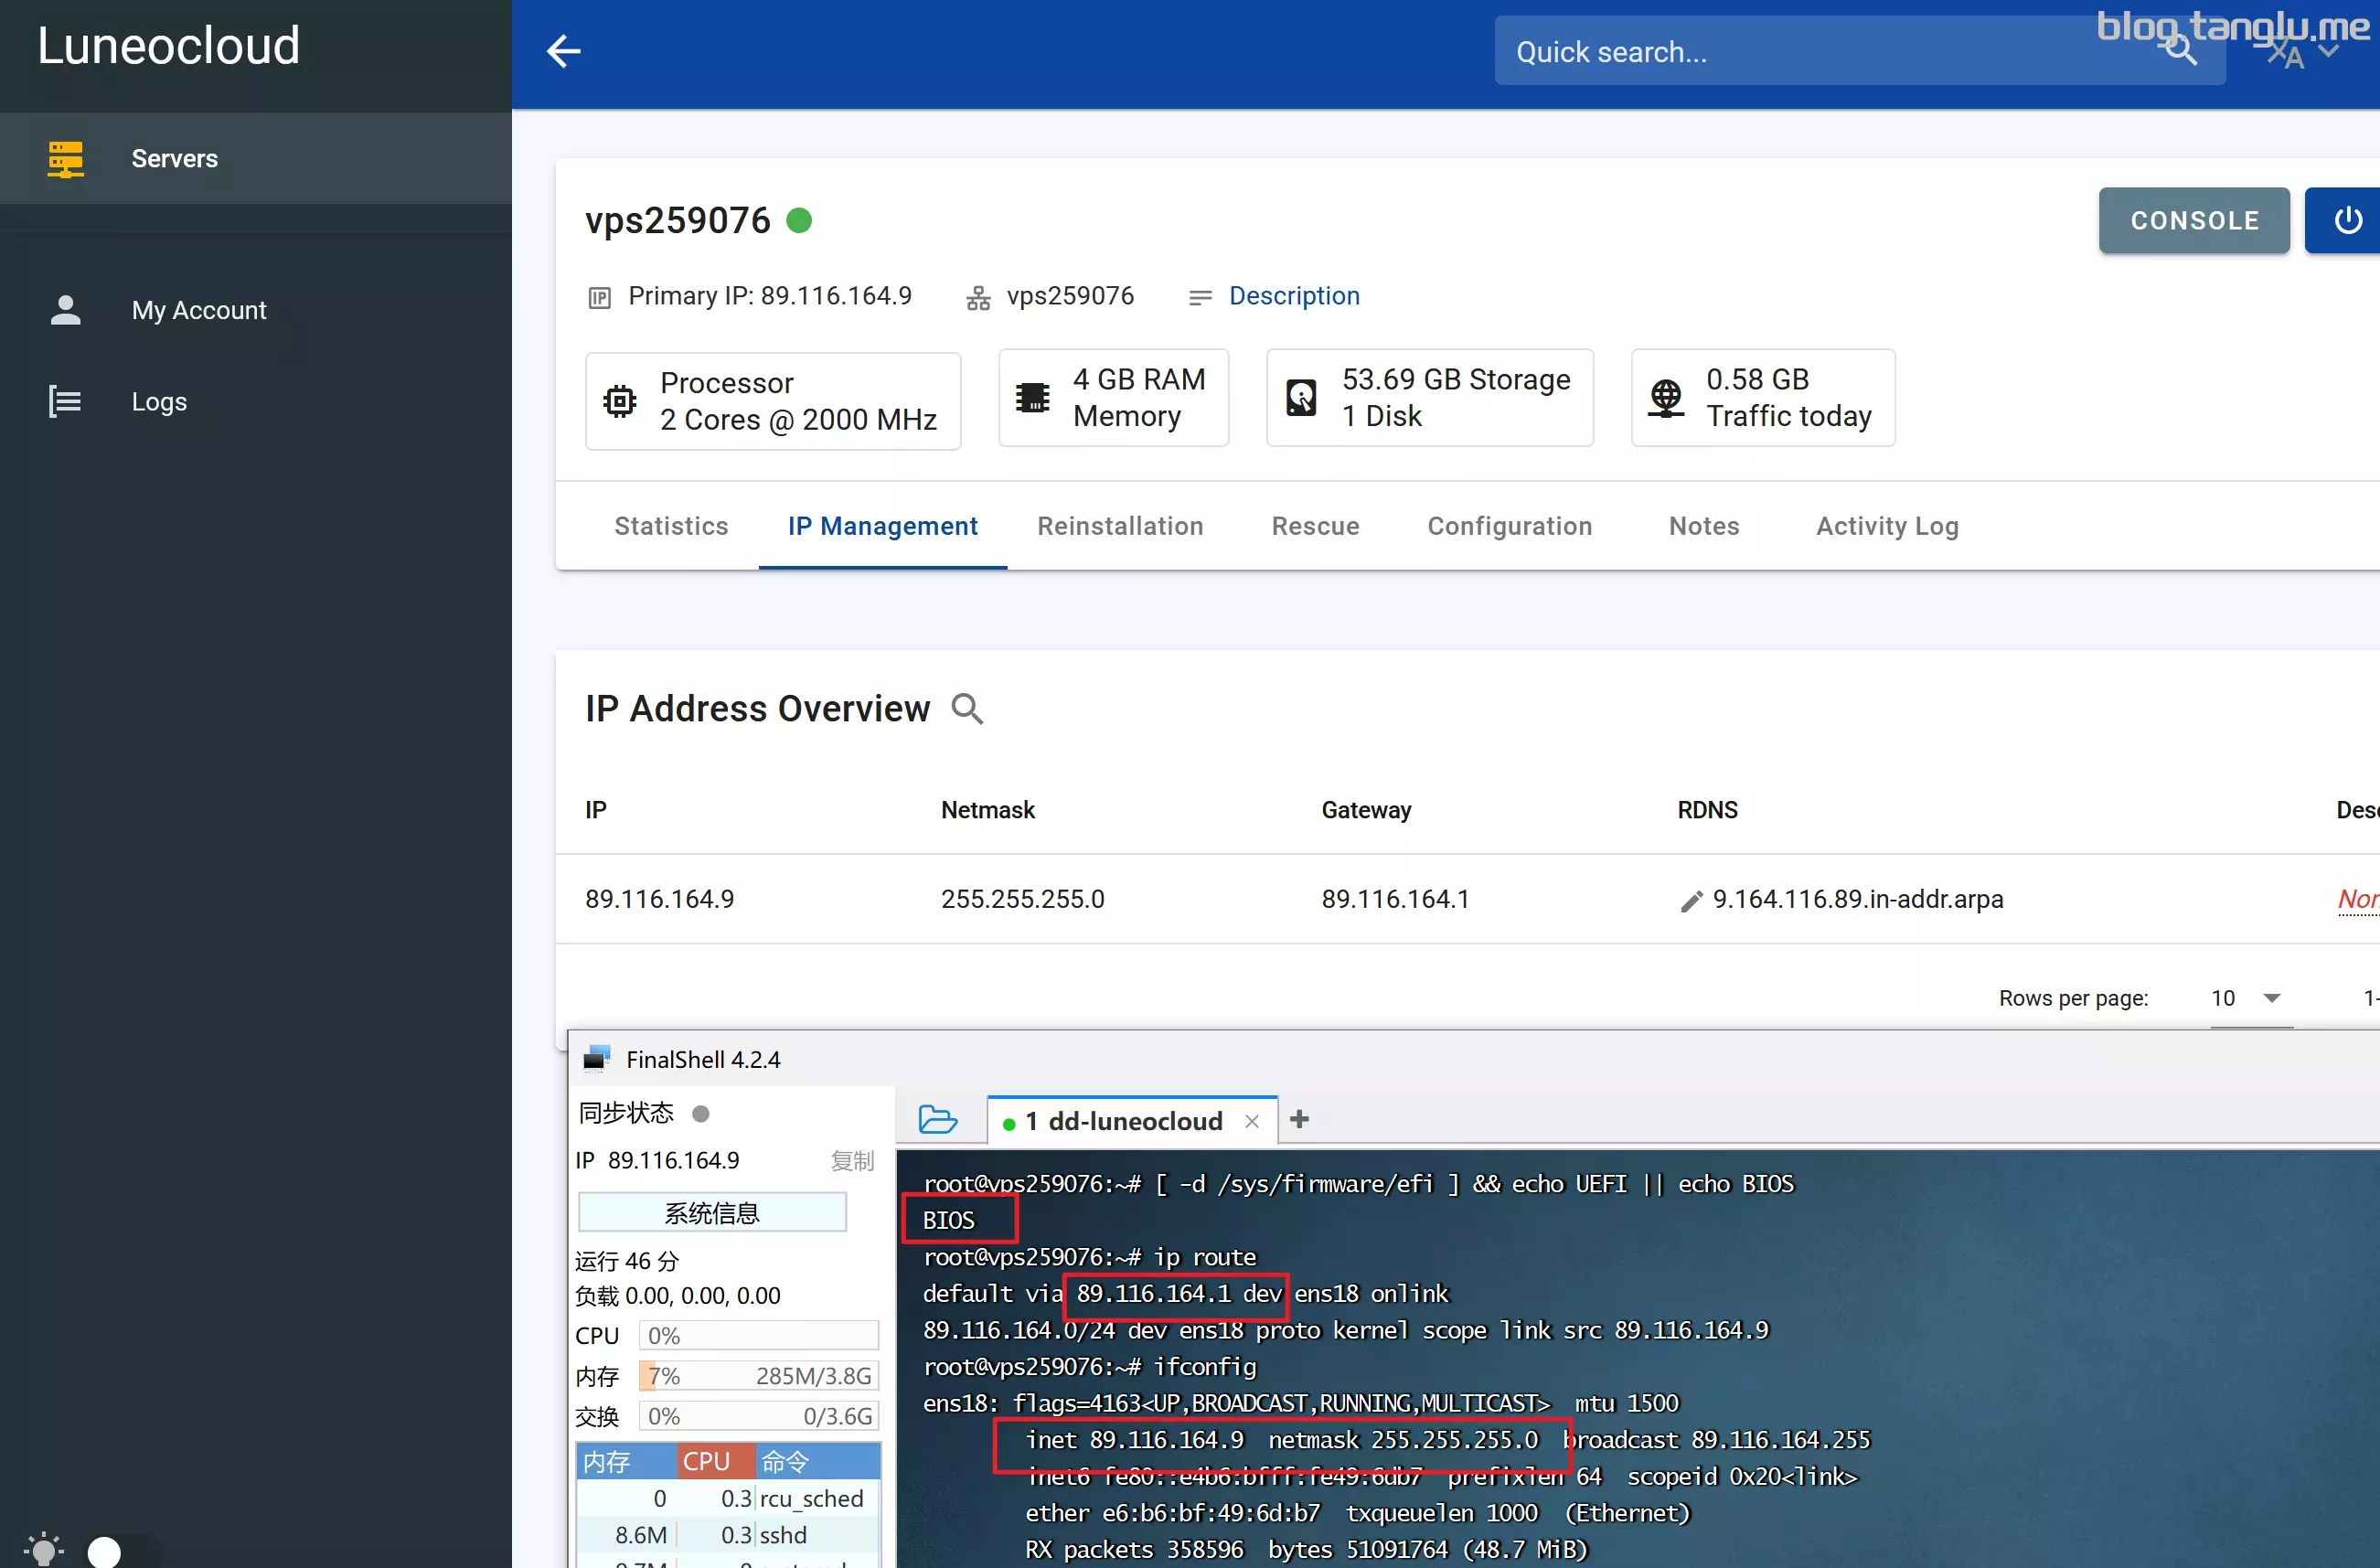 Luneocloud
Servers
My Account
Logs
Quick search...
blog.tanglu.me
vps259076
CONSOLE
Primary IP: 89.116.164.9
vps259076
Description
Processor
2 Cores @ 2000 MHz
4 GB RAM
Memory
53.69 GB Storage
1 Disk
0.58 GB
Traffic today
Statistics
IP Management
Reinstallation
Rescue
Configuration
Notes
Activity Log
IP Address Overview
IP
Netmask
Gateway
RDNS
89.116.164.9
255.255.255.0
89.116.164.1
9.164.116.89.in-addr.arpa
Rows per page:
10
FinalShell 4.2.4
同步状态
IP 89.116.164.9
复制
系统信息
运行 46 分
负载 0.00, 0.00, 0.00
CPU 0%
内存 7% 285M/3.8G
交换 0% 0/3.6G
内存 CPU 命令
0 0.3 rcu_sched
8.6M 0.3 sshd
1 dd-luneocloud
root@vps259076:~# [ -d /sys/firmware/efi ] && echo UEFI || echo BIOS
BIOS
root@vps259076:~# ip route
default via 89.116.164.1 dev ens18 onlink
89.116.164.0/24 dev ens18 proto kernel scope link src 89.116.164.9
root@vps259076:~# ifconfig
ens18: flags=4163<UP,BROADCAST,RUNNING,MULTICAST> mtu 1500
inet 89.116.164.9 netmask 255.255.255.0 broadcast 89.116.164.255
inet6 fe80::e4b6:bfff:fe49:6db7 prefixlen 64 scopeid 0x20<link>
ether e6:b6:bf:49:6d:b7 txqueuelen 1000 (Ethernet)
RX packets 358596 bytes 51091764 (48.7 MiB)